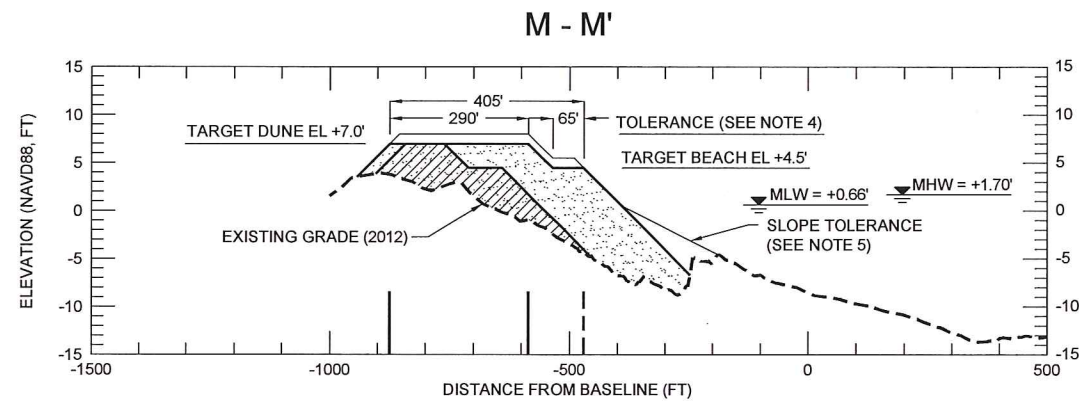 M - M'
15
10
5
0
-5
-10
-15
ELEVATION (NAVD88, FT)
405'
290'
65'
TARGET DUNE EL +7.0'
TOLERANCE (SEE NOTE 4)
TARGET BEACH EL +4.5'
MLW = +0.66'
MHW = +1.70'
EXISTING GRADE (2012)
SLOPE TOLERANCE
(SEE NOTE 5)
15
10
5
0
-5
-10
-15
-1500
-1000
-500
0
500
DISTANCE FROM BASELINE (FT)